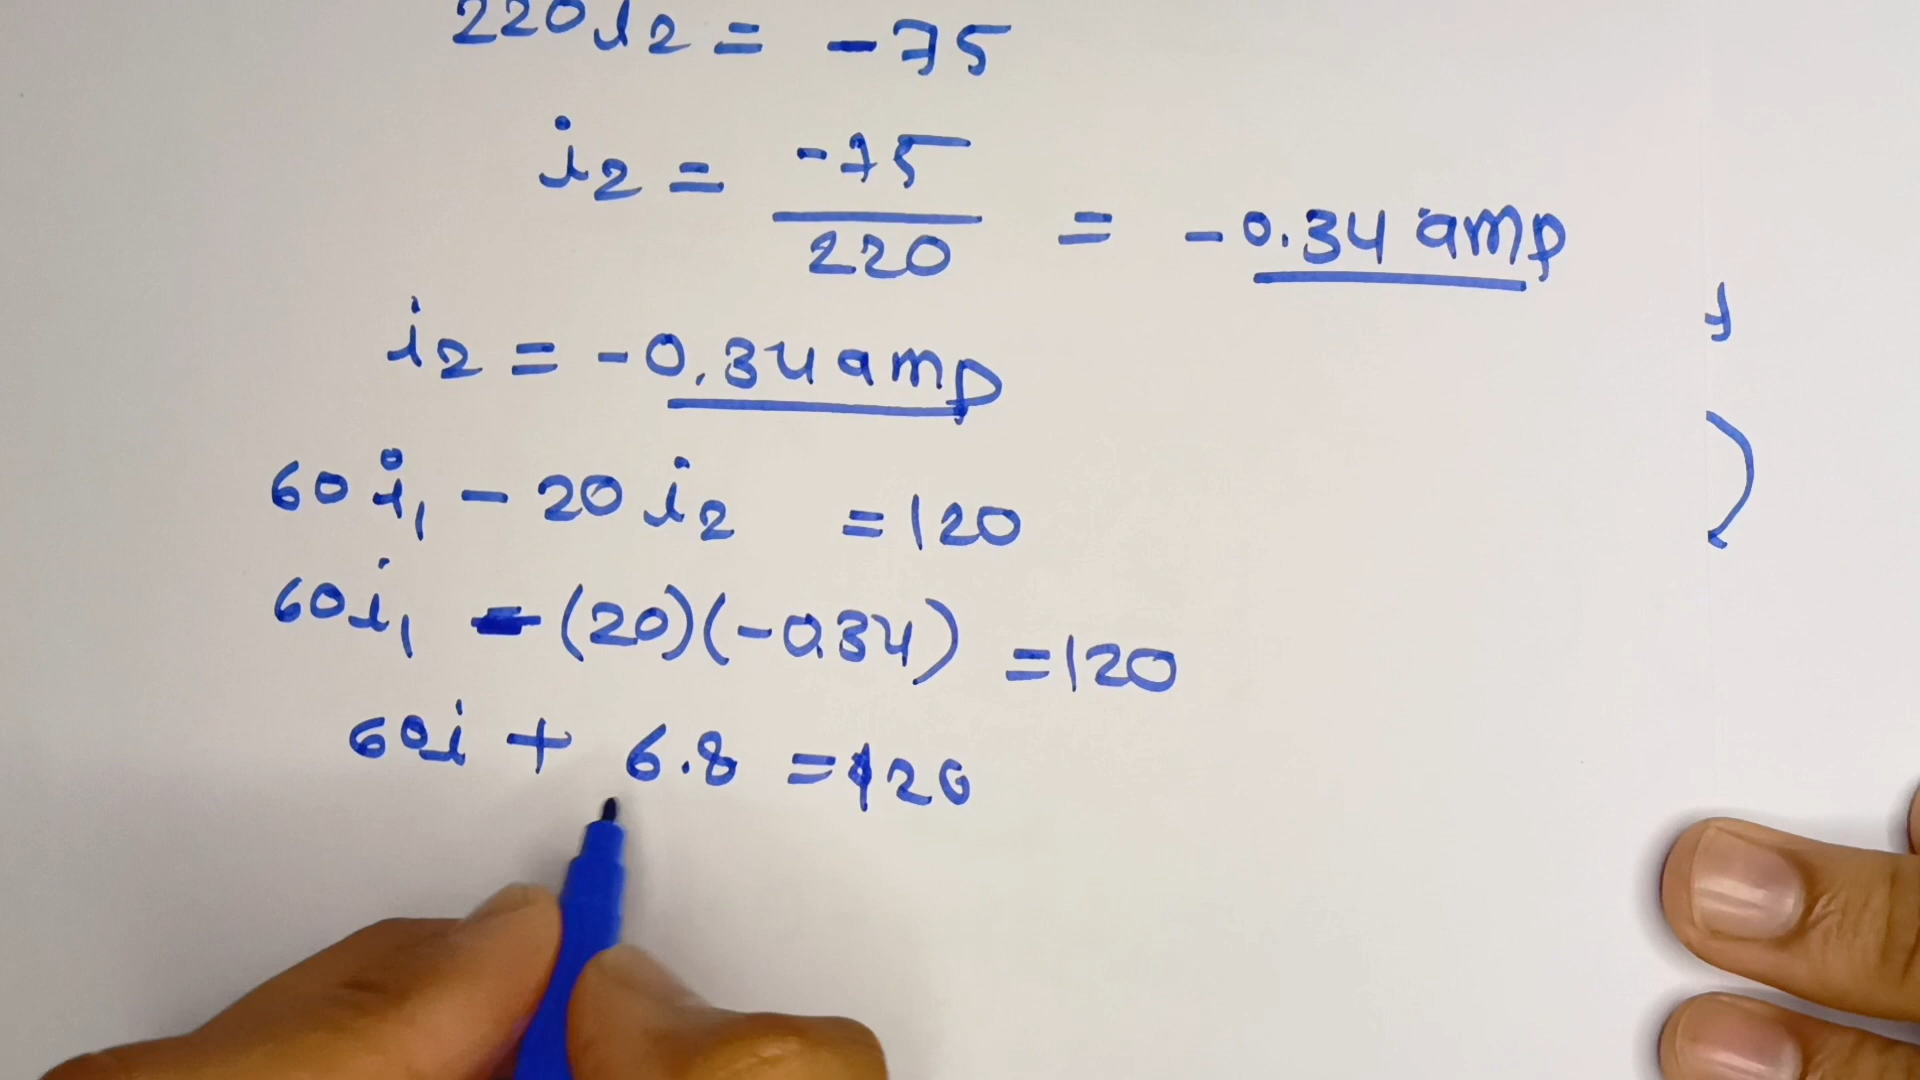 220i2 = -75
i2 = -75/220 = -0.34 amp
i2 = -0.34 amp
60i1 - 20i2 = 120
60i1 - (20)(-0.34) = 120
60i + 6.8 = 120